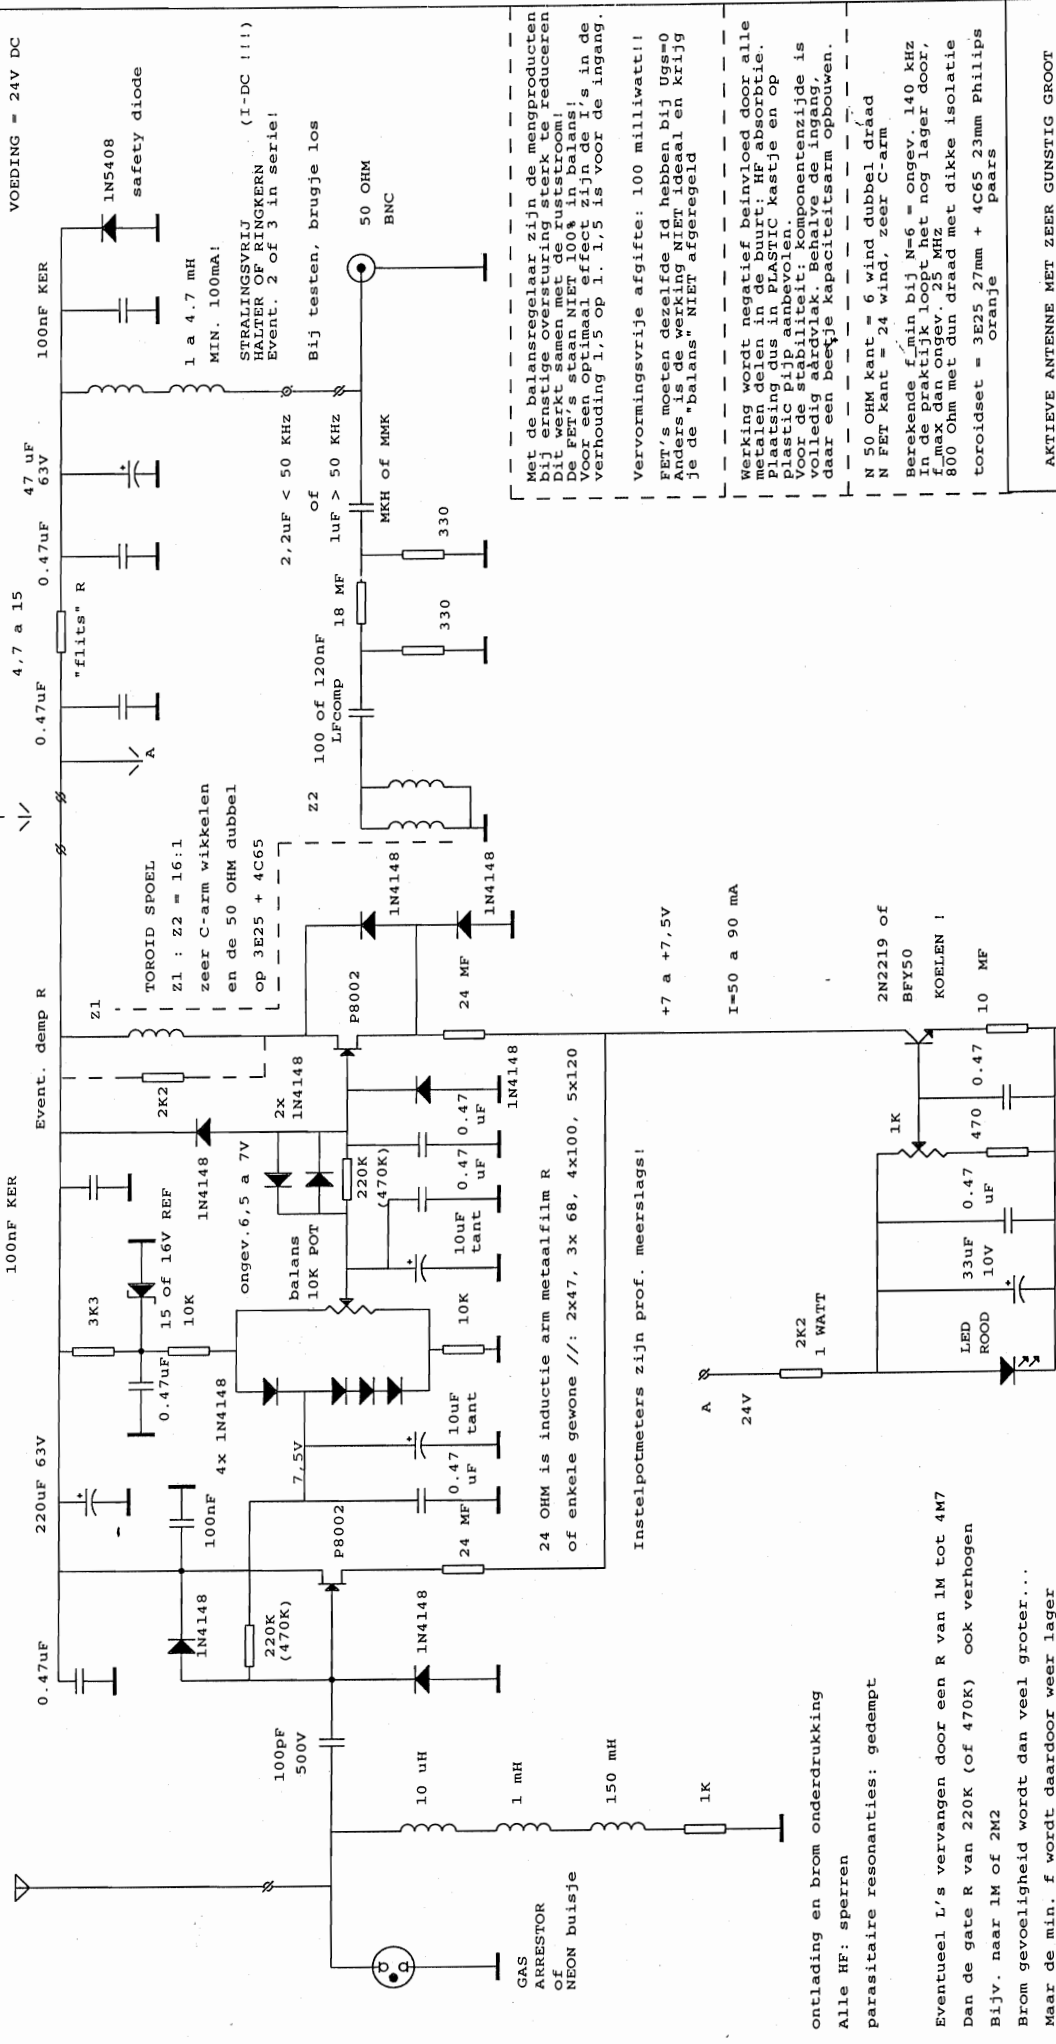 VOEDING = 24V DC
100nF KER
1N5408
safety diode
1 a 4.7 mH
MIN. 100mA!
STRALINGSVRIJ (I-DC !!!)
HALTER OF RINGKERN
Event. 2 of 3 in serie!
Bij testen, brugje los
50 OHM
BNC
47 uF
63V
0.47uF
2,2uF < 50 KHz
of
1uF > 50 KHz
MKH of MMK
4,7 a 15
"flits" R
0.47uF
A
100 of 120nF
LFcomp
18 MF
330
330
Z2
Z1
TOROID SPOEL
Z1 : Z2 = 16:1
zeer C-arm wikkelen
en de 50 OHM dubbel
op 3E25 + 4C65
Event. demp R
2K2
1N4148
1N4148
P8002
24 MF
2x
1N4148
1N4148
0.47
uF
0.47
uF
220K
(470K)
10uF
tant
100nF KER
1N4148
15 of 16V REF
3K3
10K
0.47uF
ongev.6,5 a 7V
balans
10K POT
10K
4x 1N4148
7,5V
10uF
tant
0.47
uF
220uF 63V
100nF
1N4148
220K
(470K)
P8002
24 MF
1N4148
0.47uF
100pF
500V
10 uH
1 mH
150 mH
1K
GAS
ARRESTOR
of
NEON buisje
24 OHM is inductie arm metaalfilm R
of enkele gewone //: 2x47, 3x 68, 4x100, 5x120
Instelpotmeters zijn prof. meerslags!
+7 a +7,5V
I=50 a 90 mA
2N2219 of
BFY50
KOELEN !
10 MF
1K
470
0.47
0.47
uF
33uF
10v
LED
ROOD
2K2
1 WATT
A
24V
ontlading en brom onderdrukking
Alle HF: sperren
parasitaire resonanties: gedempt
Eventueel L's vervangen door een R van 1M tot 4M7
Dan de gate R van 220K (of 470K) ook verhogen
Bijv. naar 1M of 2M2
Brom gevoeligheid wordt dan veel groter...
Maar de min. f wordt daardoor weer lager
Met de balansregelaar zijn de mengproducten
bij ernstige oversturing sterk te reduceren
Dit werkt samen met de ruststroom!
De FET's staan NIET 100% in balans!
Voor een optimaal effect zijn de I's in de
verhouding 1,5 op 1. 1,5 is voor de ingang.
Vervormingsvrije afgifte: 100 milliwatt!!
FET's moeten dezelfde Id hebben bij Ugs=0
Anders is de werking NIET ideaal en krijg
je de "balans" NIET afgeregeld
Werking wordt negatief beinvloed door alle
metalen delen in de buurt: HF absorbtie.
Plaatsing dus in PLASTIC kastje en op
plastic pijp aanbevolen.
Voor de stabiliteit: komponentenzijde is
volledig aardvlak. Behalve de ingang,
daar een beetje kapaciteitsarm opbouwen.
N 50 OHM kant = 6 wind dubbel draad
N FET kant = 24 wind, zeer C-arm
Berekende f_min bij N=6 = ongev. 140 kHz
In de praktijk loopt het nog lager door,
f_max dan ongev. 25 MHz
800 Ohm met dun draad met dikke isolatie
toroidset = 3E25 27mm + 4C65 23mm Philips
oranje paars
AKTIEVE ANTENNE MET ZEER GUNSTIG GROOT